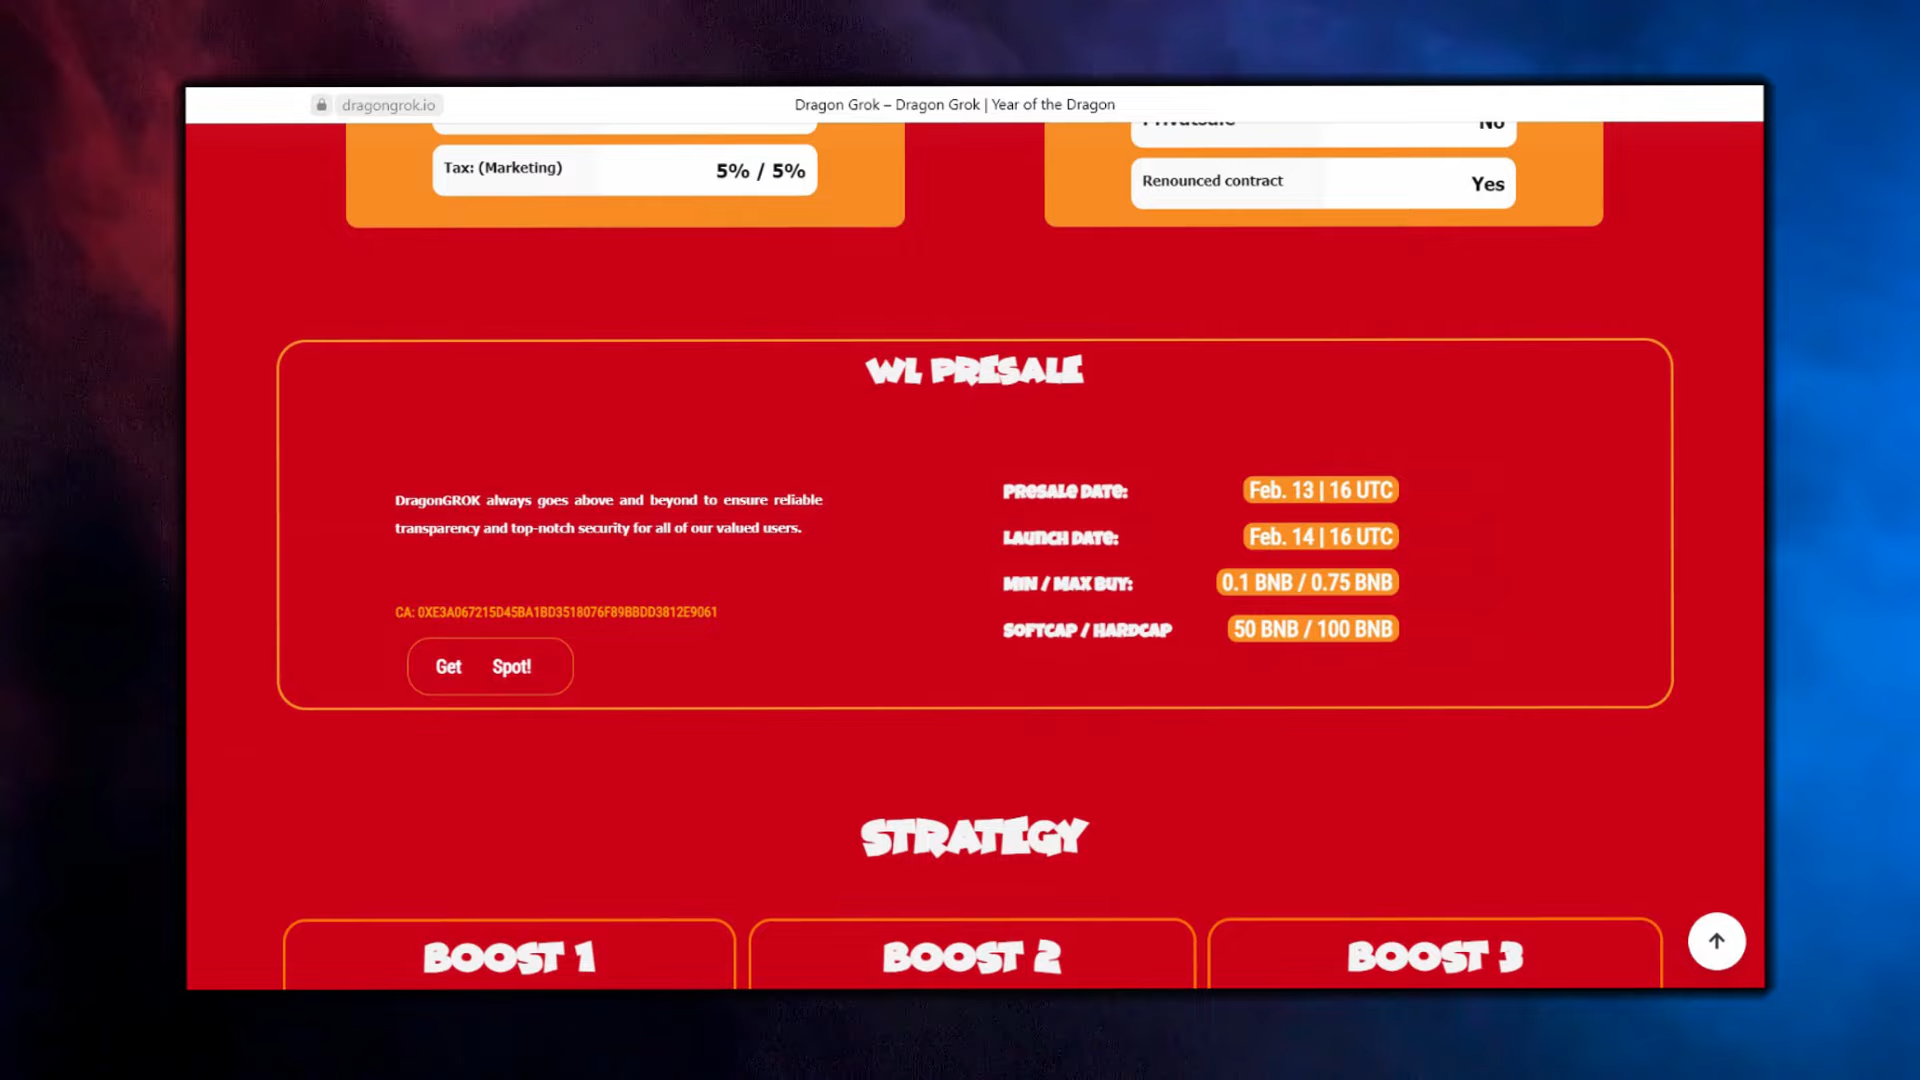 dragongrok.io
Dragon Grok – Dragon Grok | Year of the Dragon
Privatsale No
Tax: (Marketing) 5% / 5%
Renounced contract Yes
WL PRESALE
DragonGROK always goes above and beyond to ensure reliable
transparency and top-notch security for all of our valued users.
CA: 0XE3A067215D45BA1BD3518076F89BBDD3812E9061
Get Spot!
PRESALE DATE: Feb. 13 | 16 UTC
LAUNCH DATE: Feb. 14 | 16 UTC
MIN / MAX BUY: 0.1 BNB / 0.75 BNB
SOFTCAP / HARDCAP 50 BNB / 100 BNB
STRATEGY
BOOST 1
BOOST 2
BOOST 3